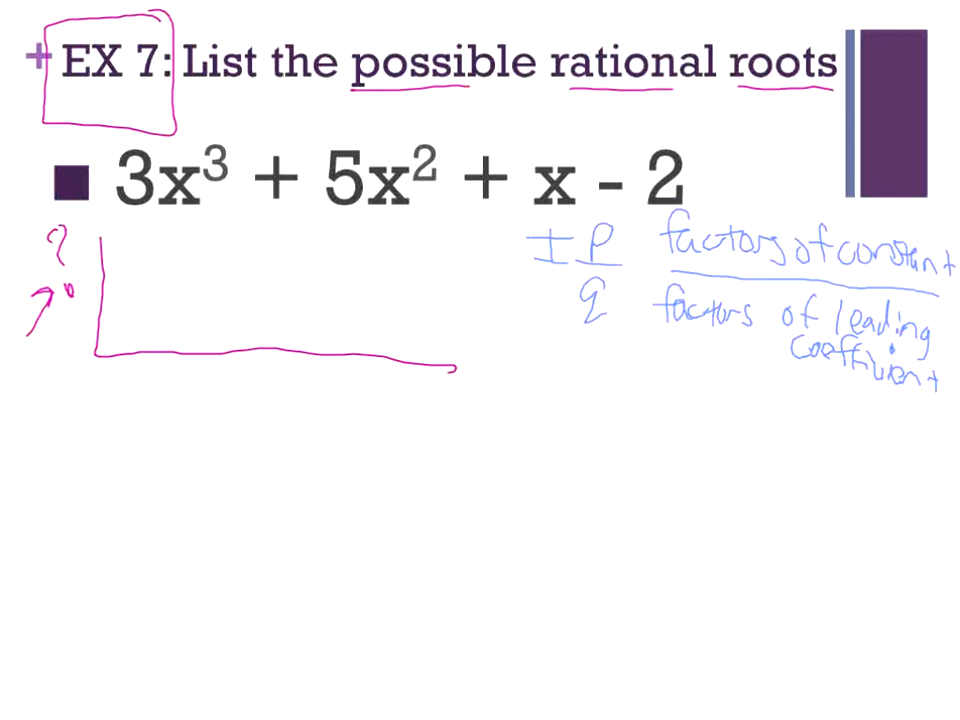 + EX 7: List the possible rational roots
■ 3x³ + 5x² + x - 2
?
± P/q factors of constant
factors of leading
coefficient